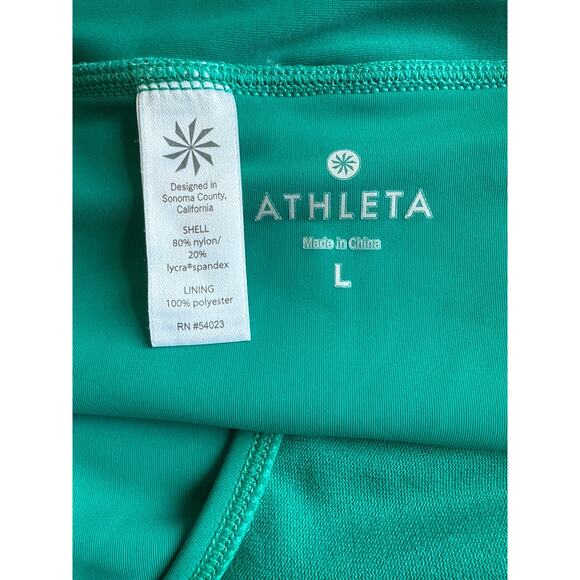 Designed in
Sonoma County,
California
SHELL
80% nylon/
20%
lycra®spandex
LINING
100% polyester
RN #54023
ATHLETA
Made in China
L